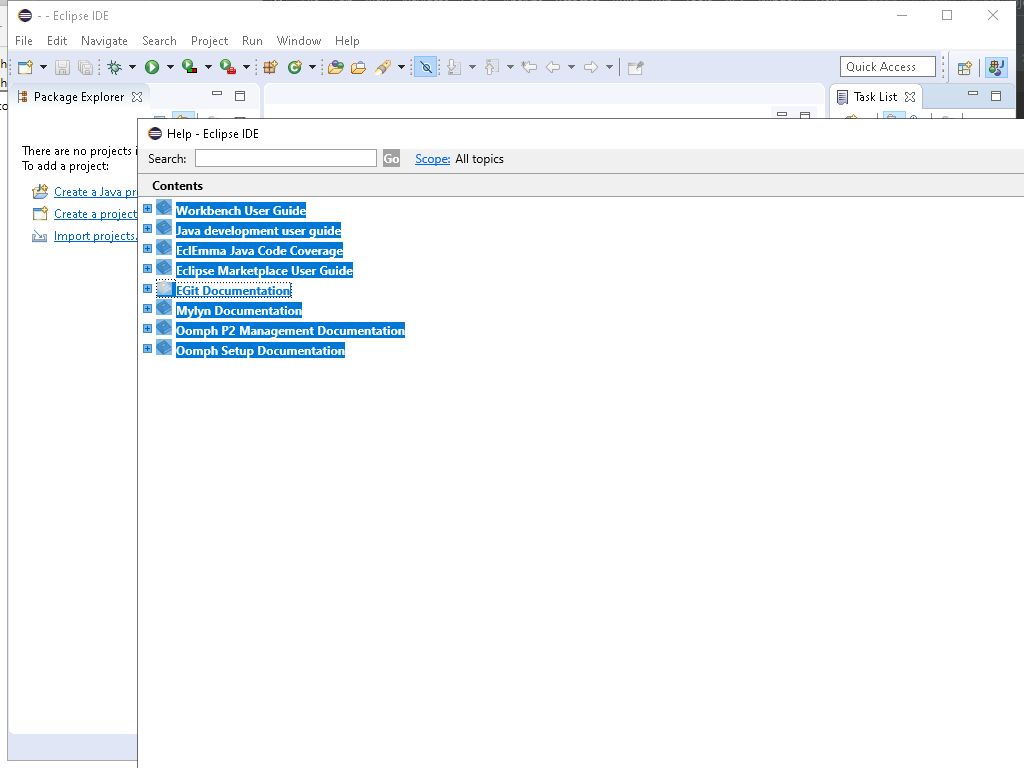 - - Eclipse IDE
File Edit Navigate Search Project Run Window Help
Quick Access
Package Explorer
Task List
There are no projects i
To add a project:
Create a Java pr
Create a project
Import projects.
Help - Eclipse IDE
Search: Go Scope: All topics
Contents
Workbench User Guide
Java development user guide
EclEmma Java Code Coverage
Eclipse Marketplace User Guide
EGit Documentation
Mylyn Documentation
Oomph P2 Management Documentation
Oomph Setup Documentation